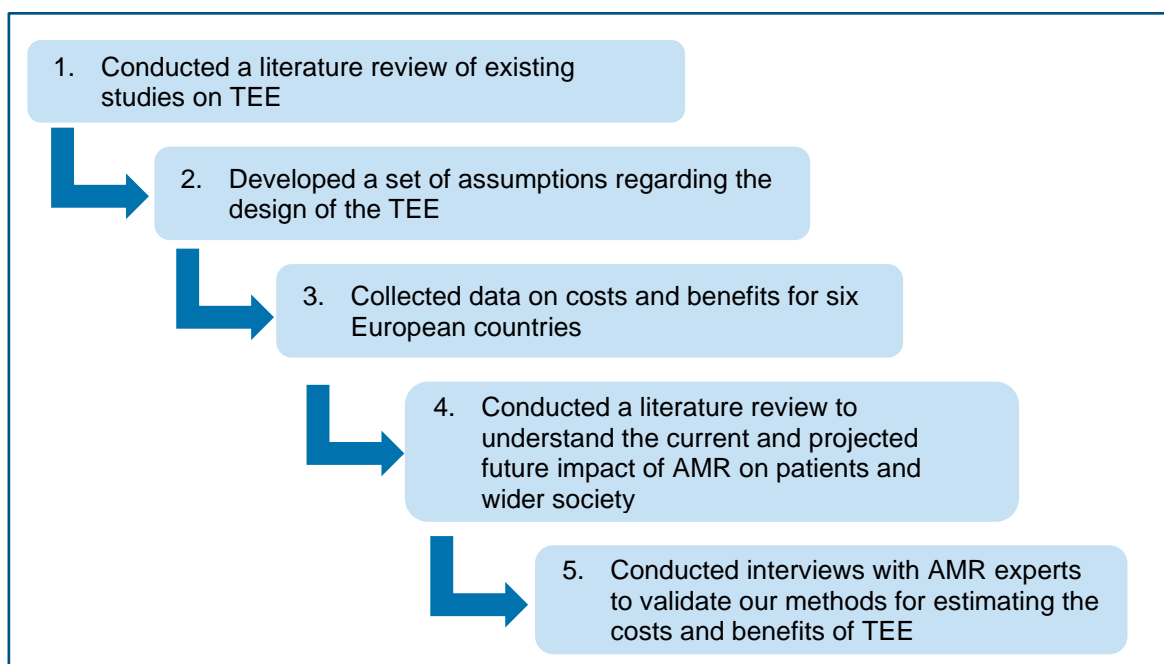 1. Conducted a literature review of existing
studies on TEE
2. Developed a set of assumptions regarding the
design of the TEE
3. Collected data on costs and benefits for six
European countries
4. Conducted a literature review to
understand the current and projected
future impact of AMR on patients and
wider society
5. Conducted interviews with AMR experts
to validate our methods for estimating the
costs and benefits of TEE